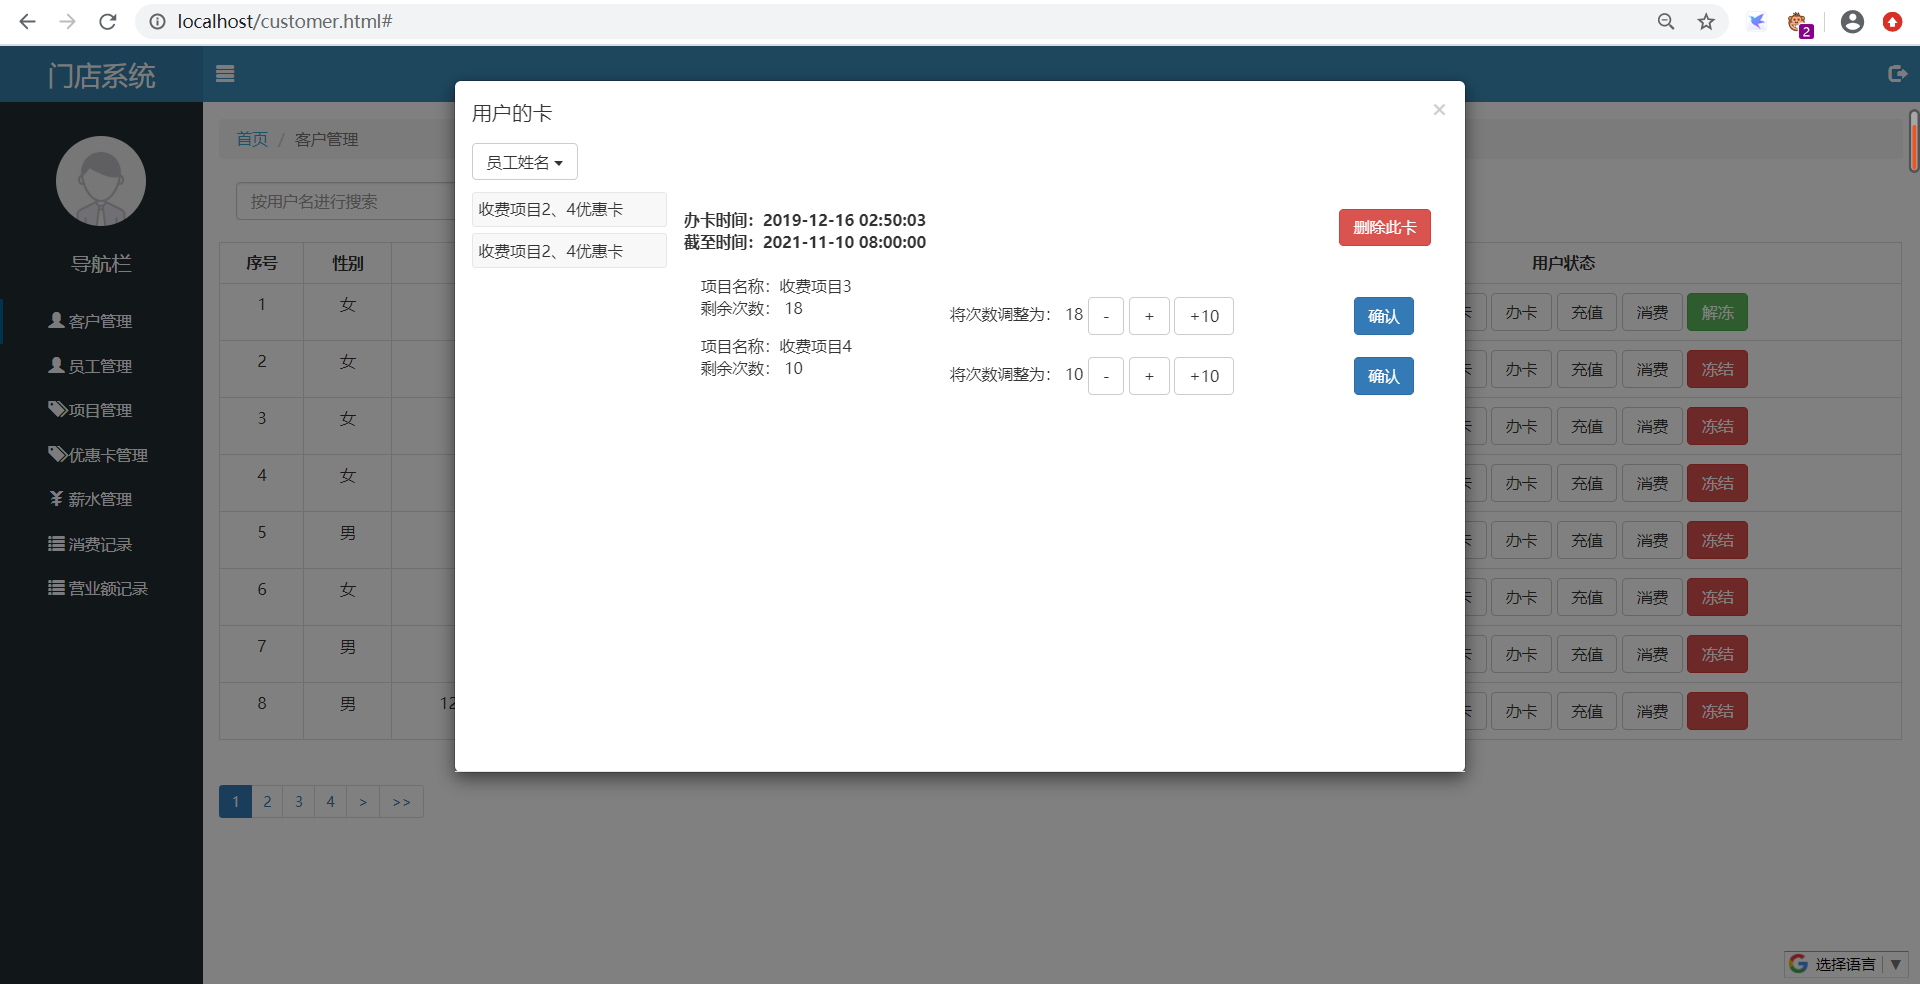 localhost/customer.html#
2
门店系统
导航栏
客户管理
员工管理
项目管理
优惠卡管理
薪水管理
消费记录
营业额记录
首页 / 客户管理
按用户名进行搜索
序号 性别 用户状态
1 女 办卡 充值 消费 解冻
2 女 办卡 充值 消费 冻结
3 女 办卡 充值 消费 冻结
4 女 办卡 充值 消费 冻结
5 男 办卡 充值 消费 冻结
6 女 办卡 充值 消费 冻结
7 男 办卡 充值 消费 冻结
8 男 12 办卡 充值 消费 冻结
1 2 3 4 > >>
用户的卡 ×
员工姓名
收费项目2、4优惠卡
收费项目2、4优惠卡
办卡时间：2019-12-16 02:50:03
截至时间：2021-11-10 08:00:00
删除此卡
项目名称：收费项目3
剩余次数： 18
将次数调整为： 18 - + +10 确认
项目名称：收费项目4
剩余次数： 10
将次数调整为： 10 - + +10 确认
选择语言 ▼